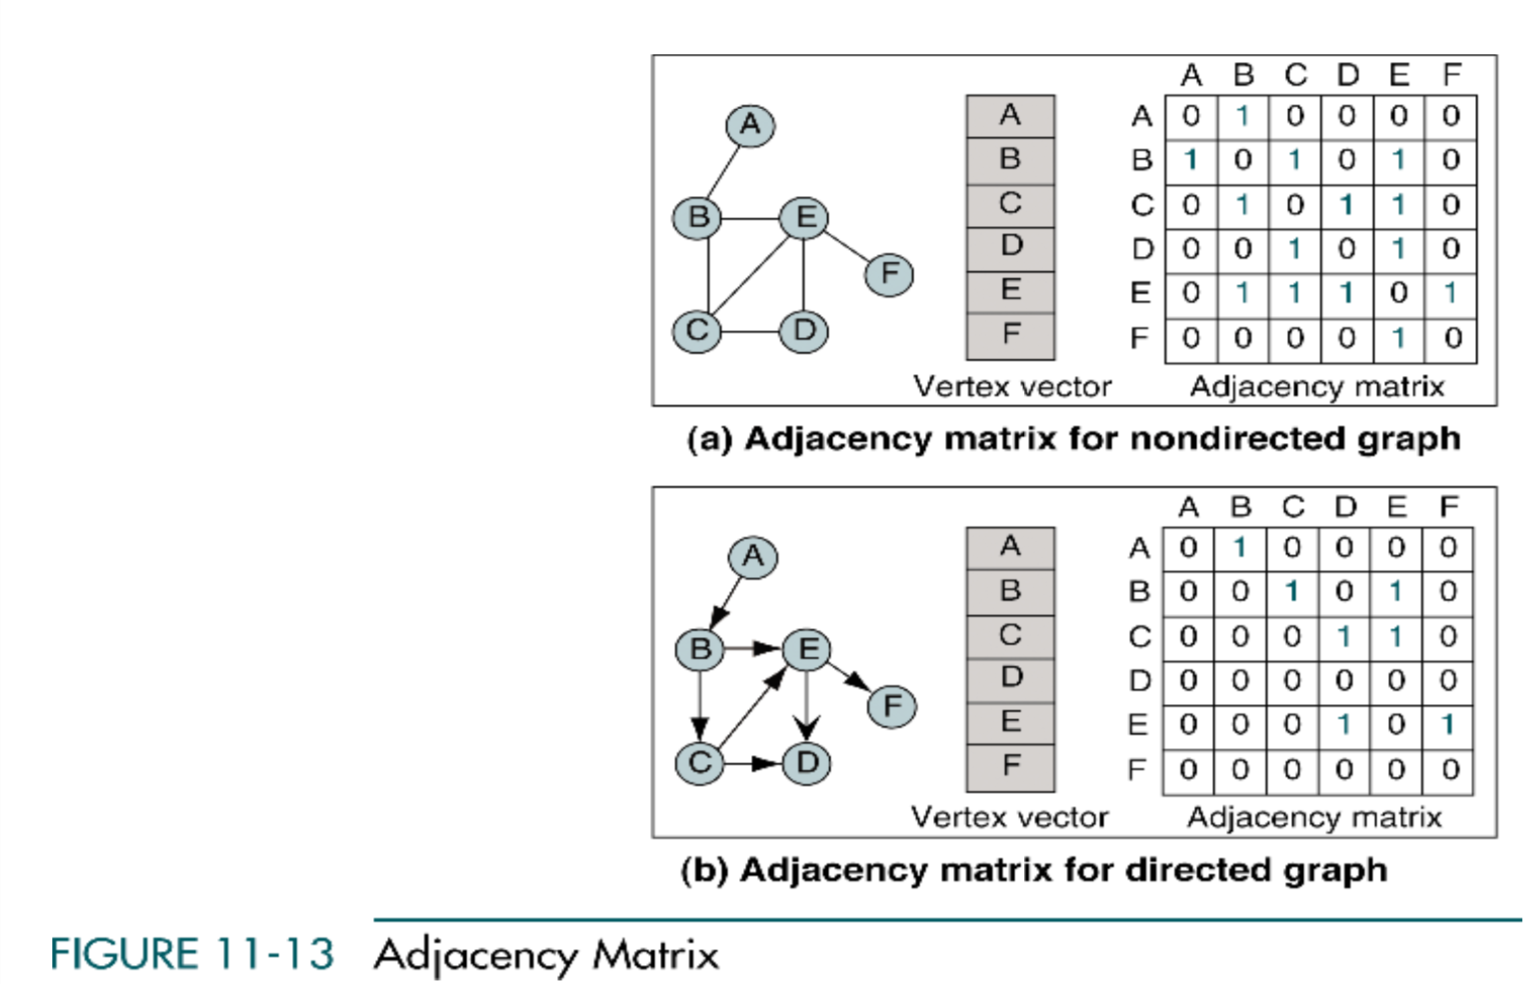 A B C D E F
A
B
C
D
E
F
A
B
C
D
E
F
A 0 1 0 0 0 0
B 1 0 1 0 1 0
C 0 1 0 1 1 0
D 0 0 1 0 1 0
E 0 1 1 1 0 1
F 0 0 0 0 1 0
Vertex vector
Adjacency matrix
(a) Adjacency matrix for nondirected graph
A B C D E F
A
B
E
F
C
D
A
B
C
D
E
F
A 0 1 0 0 0 0
B 0 0 1 0 1 0
C 0 0 0 1 1 0
D 0 0 0 0 0 0
E 0 0 0 1 0 1
F 0 0 0 0 0 0
Vertex vector
Adjacency matrix
(b) Adjacency matrix for directed graph
FIGURE 11-13 Adjacency Matrix